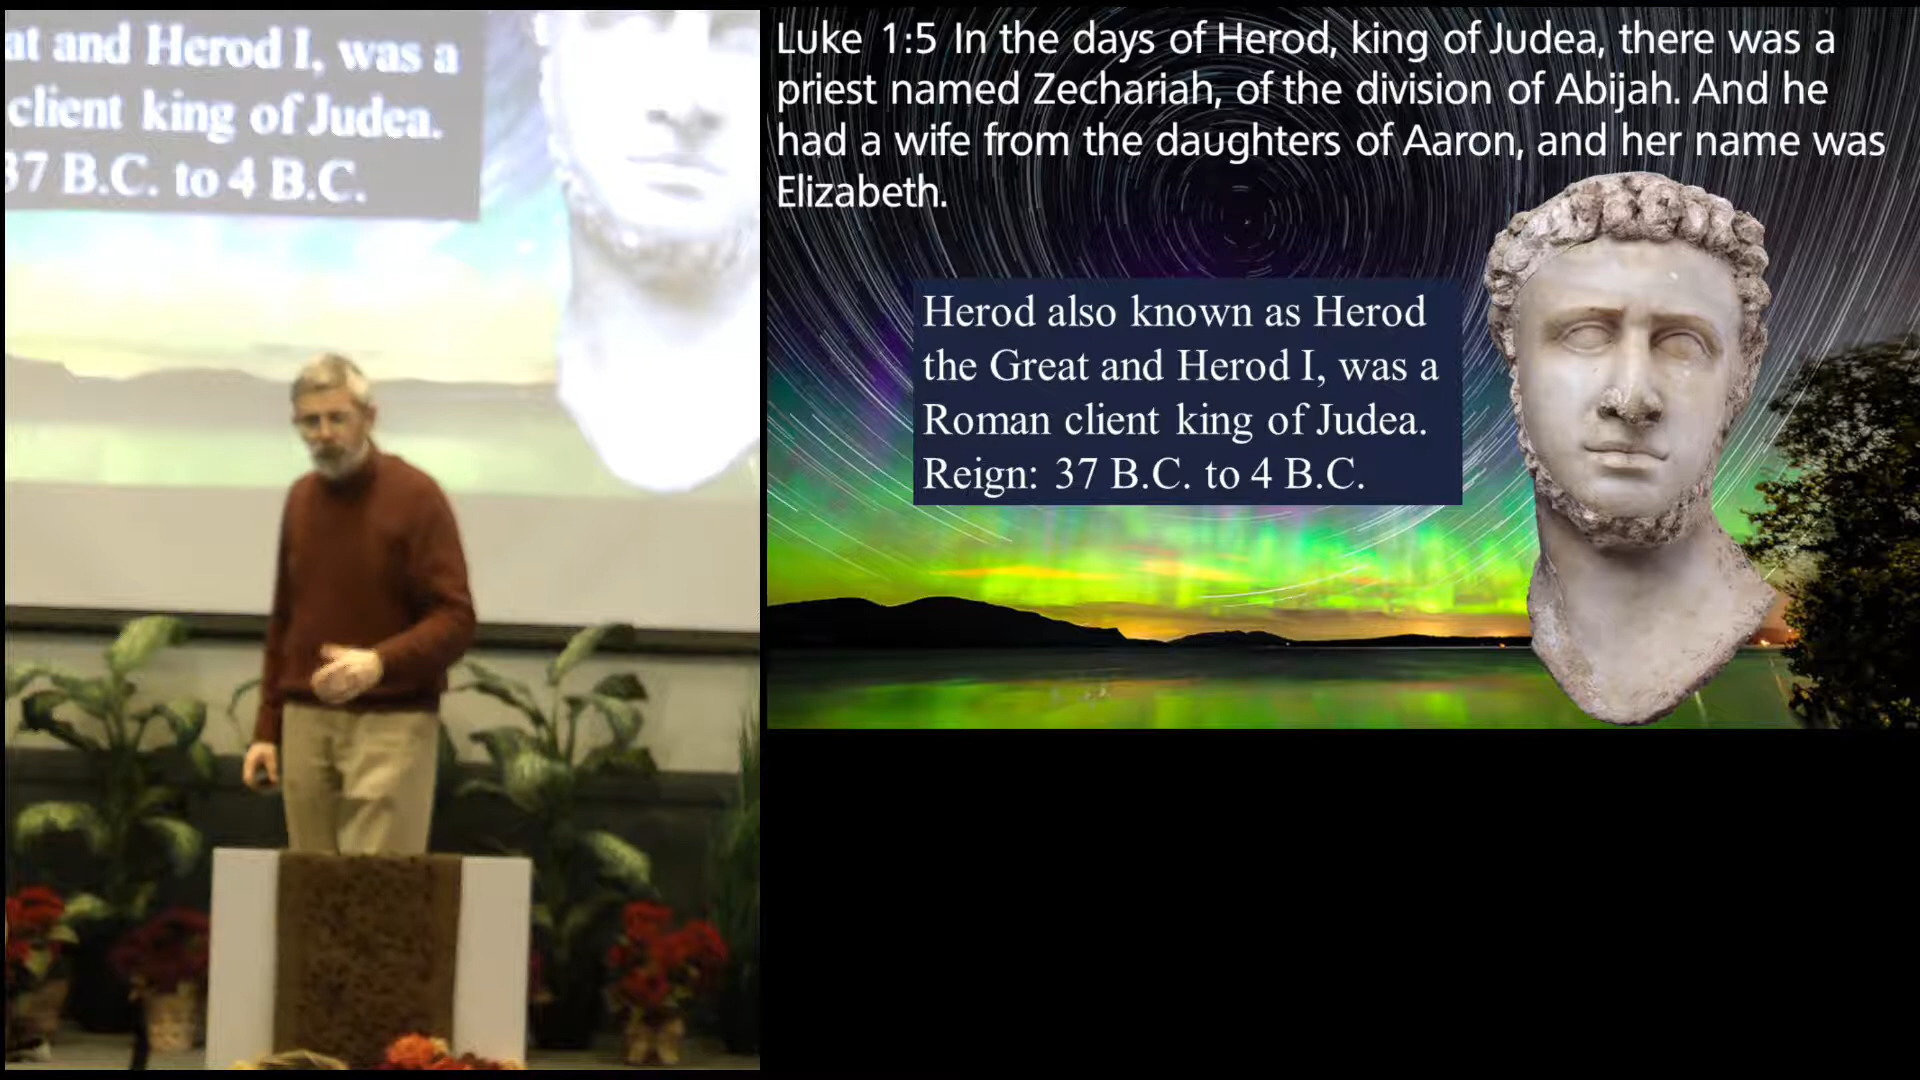 at and Herod I, was a
client king of Judea.
37 B.C. to 4 B.C.
Luke 1:5 In the days of Herod, king of Judea, there was a
priest named Zechariah, of the division of Abijah. And he
had a wife from the daughters of Aaron, and her name was
Elizabeth.
Herod also known as Herod
the Great and Herod I, was a
Roman client king of Judea.
Reign: 37 B.C. to 4 B.C.